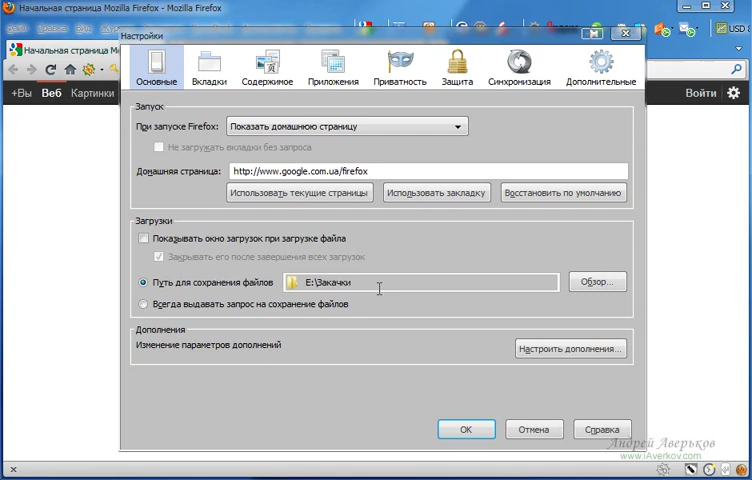 Начальная страница Mozilla Firefox - Mozilla Firefox
Настройки
USD 8
Начальная страница Mo
Основные
Вкладки
Содержимое
Приложения
Приватность
Защита
Синхронизация
Дополнительные
+Вы Веб Картинки
Войти
Запуск
При запуске Firefox:
Показать домашнюю страницу
Не загружать вкладки без запроса
Домашняя страница:
http://www.google.com.ua/firefox
Использовать текущие страницы
Использовать закладку
Восстановить по умолчанию
Загрузки
Показывать окно загрузок при загрузке файла
Закрывать его после завершения всех загрузок
Путь для сохранения файлов
E:\Закачки
Обзор...
Всегда выдавать запрос на сохранение файлов
Дополнения
Изменение параметров дополнений
Настроить дополнения...
OK
Отмена
Справка
Андрей Аверьков
www.iAverkov.com